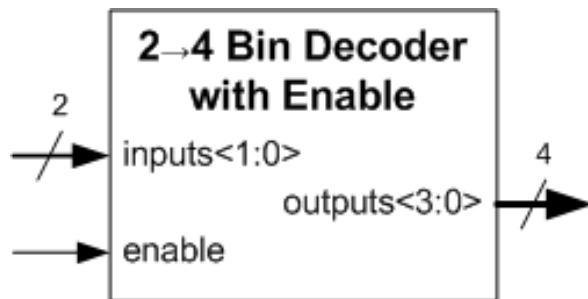 2→4 Bin Decoder
with Enable
2
inputs<1:0>
4
outputs<3:0>
enable